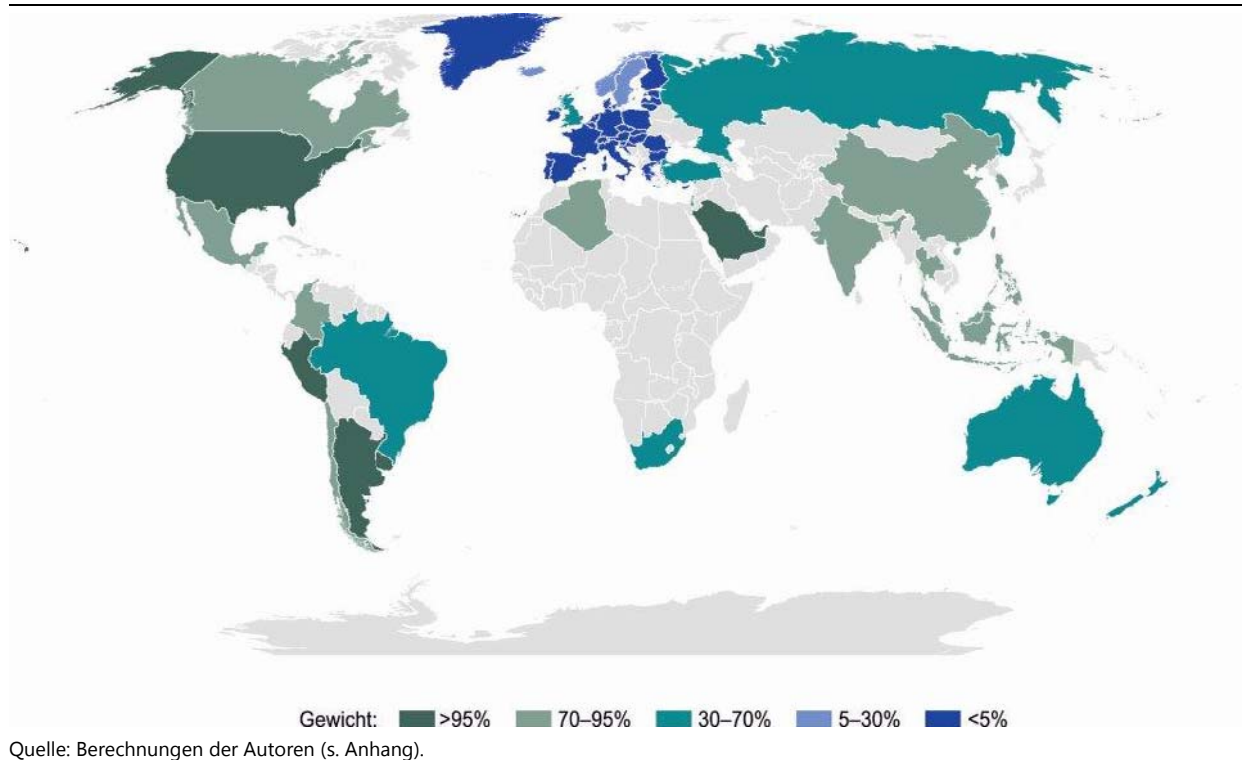 Gewicht: >95% 70–95% 30–70% 5–30% <5%
Quelle: Berechnungen der Autoren (s. Anhang).